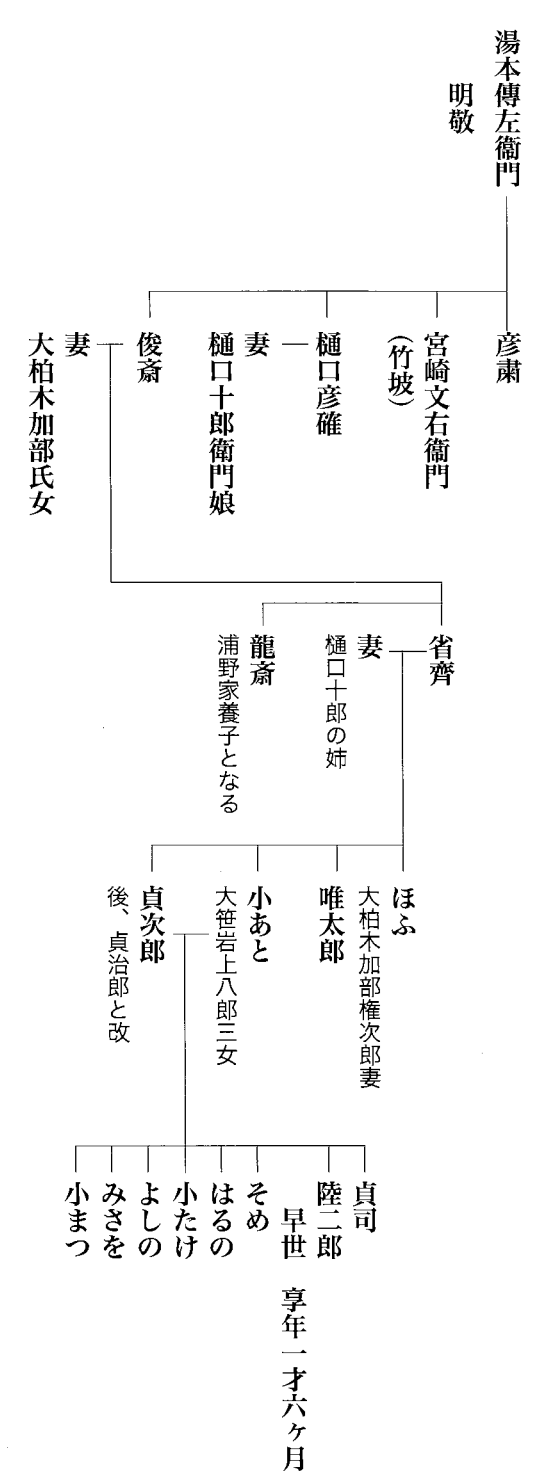 湯本傳左衞門
明敬
彦粛
宮崎文右衞門
（竹坡）
樋口彦確
妻
樋口十郎衛門娘
俊斎
妻
大柏木加部氏女
省齊
妻
樋口十郎の姉
龍斎
浦野家養子となる
ほふ
大柏木加部権次郎妻
唯太郎
小あと
大笹岩上八郎三女
貞次郎
後、貞治郎と改
貞司
陸二郎
早世　享年一才六ヶ月
そめ
はるの
小たけ
よしの
みさを
小まつ